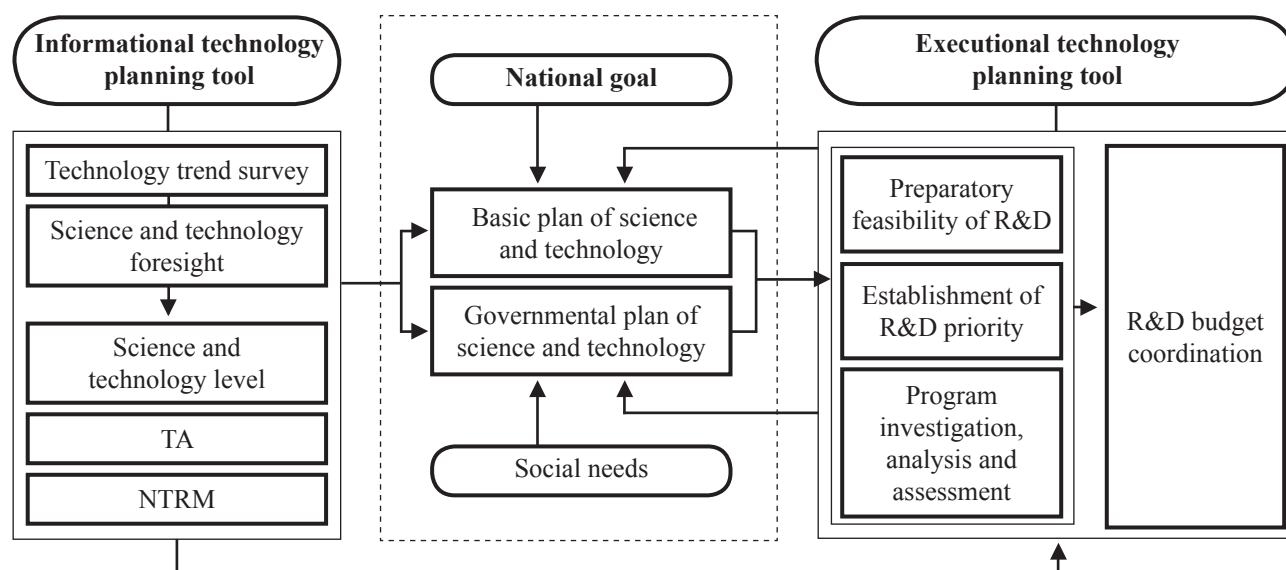 Informational technology
planning tool
Technology trend survey
Science and technology
foresight
Science and
technology level
TA
NTRM
National goal
Basic plan of science
and technology
Governmental plan of
science and technology
Social needs
Executional technology
planning tool
Preparatory
feasibility of R&D
Establishment of
R&D priority
Program
investigation,
analysis and
assessment
R&D budget
coordination